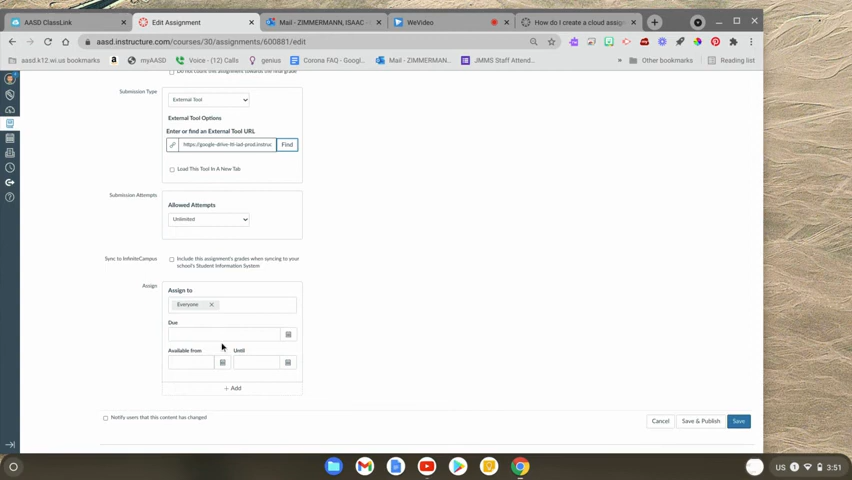 AASD ClassLink
Edit Assignment
Mail - ZIMMERMANN, ISAAC -
WeVideo
How do I create a cloud assig
aasd.instructure.com/courses/30/assignments/600881/edit
aasd.k12.wi.us bookmarks
myAASD
Voice - (12) Calls
genius
Corona FAQ - Googl...
Mail - ZIMMERMAN...
JMMS Staff Attend...
Other bookmarks
Reading list
Do not count this assignment towards the final grade
Submission Type
External Tool
External Tool Options
Enter or find an External Tool URL
https://google-drive-lti-iad-prod.instruc
Find
Load This Tool In A New Tab
Submission Attempts
Allowed Attempts
Unlimited
Sync to InfiniteCampus
Include this assignment's grades when syncing to your
school's Student Information System
Assign
Assign to
Everyone
Due
Available from
Until
+ Add
Notify users that this content has changed
Cancel
Save & Publish
Save
US
1
3:51